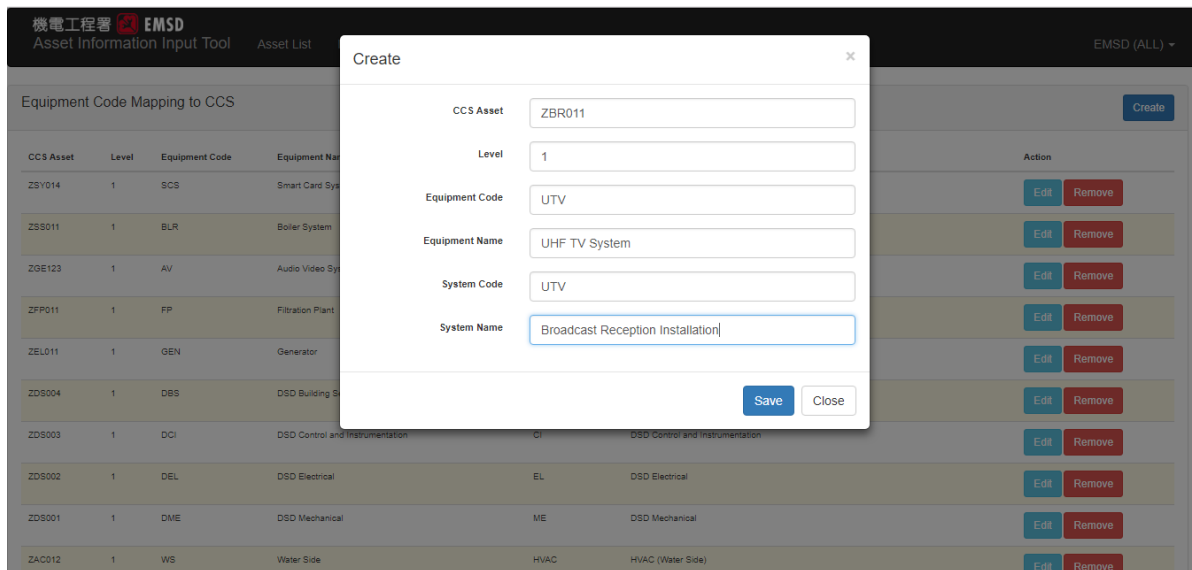 機電工程署 EMSD
Asset Information Input Tool Asset List EMSD (ALL)
Create ×
Equipment Code Mapping to CCS Create
CCS Asset ZBR011
Level 1
Equipment Code UTV
Equipment Name UHF TV System
System Code UTV
System Name Broadcast Reception Installation
Save Close
CCS Asset Level Equipment Code Equipment Nar Action
ZSY014 1 SCS Smart Card Sys Edit Remove
ZSS011 1 BLR Boiler System Edit Remove
ZGE123 1 AV Audio Video Sy Edit Remove
ZFP011 1 FP Filtration Plant Edit Remove
ZEL011 1 GEN Generator Edit Remove
ZDS004 1 DBS DSD Building S Edit Remove
ZDS003 1 DCI DSD Control and Instrumentation CI DSD Control and Instrumentation Edit Remove
ZDS002 1 DEL DSD Electrical EL DSD Electrical Edit Remove
ZDS001 1 DME DSD Mechanical ME DSD Mechanical Edit Remove
ZAC012 1 WS Water Side HVAC HVAC (Water Side) Edit Remove